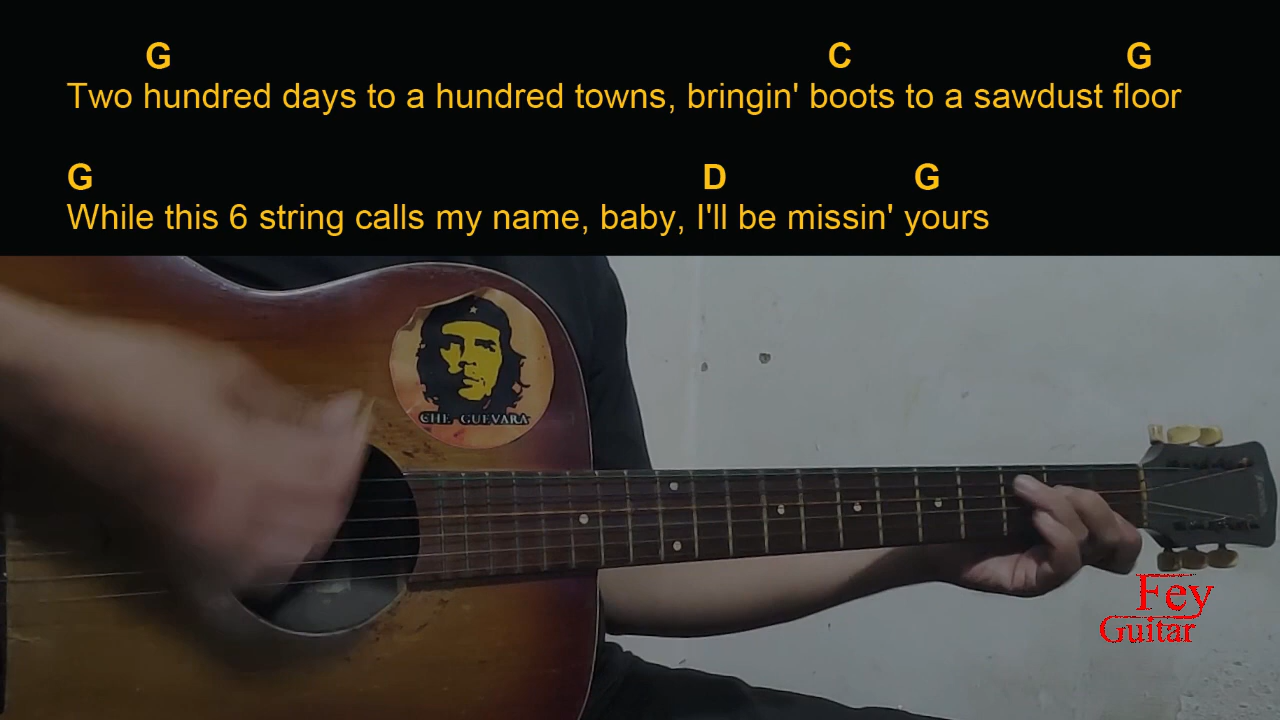 G C G
Two hundred days to a hundred towns, bringin' boots to a sawdust floor
G D G
While this 6 string calls my name, baby, I'll be missin' yours
CHE GUEVARA
Fey
Guitar